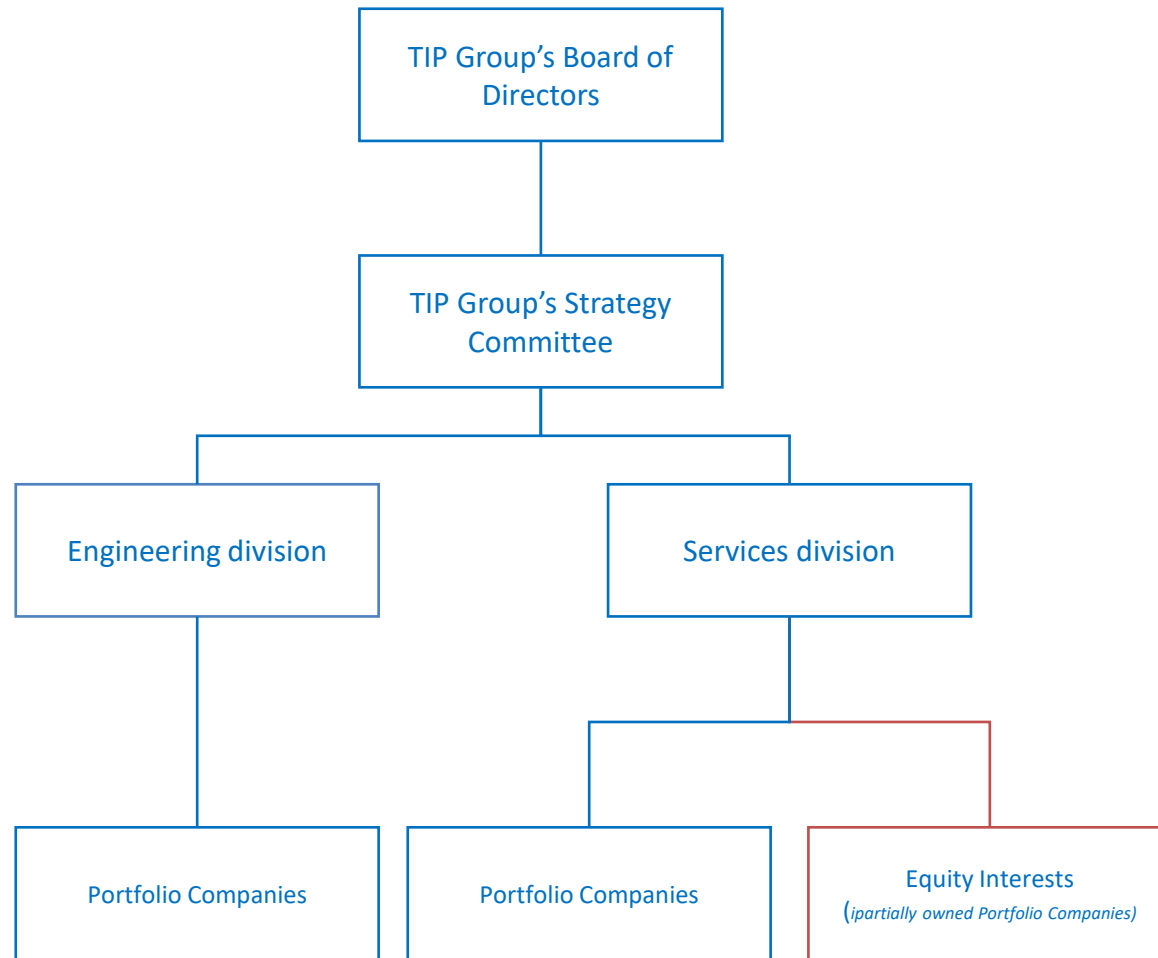 TIP Group’s Board of
Directors
TIP Group’s Strategy
Committee
Engineering division
Services division
Portfolio Companies
Portfolio Companies
Equity Interests
(ipartially owned Portfolio Companies)